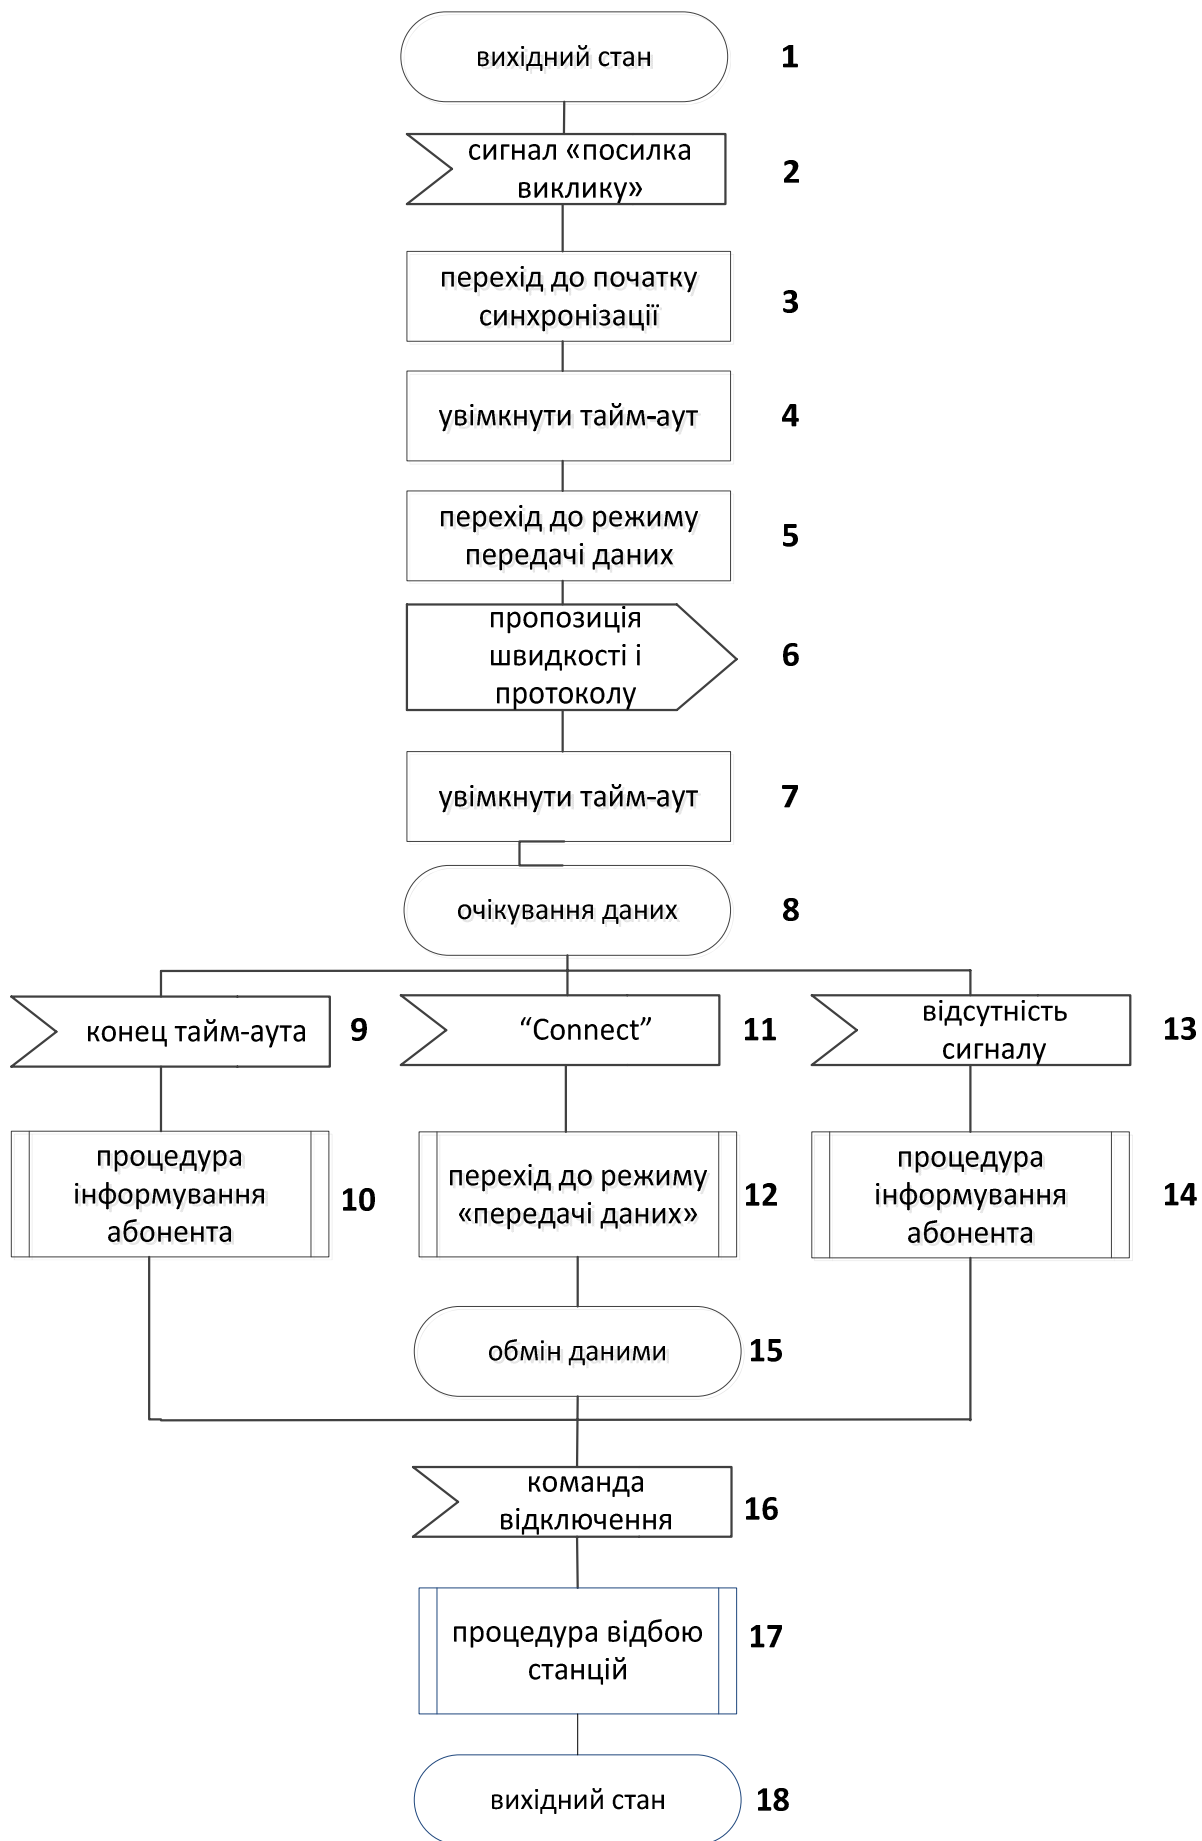 вихідний стан 1
сигнал «посилка
виклику»
2
перехід до початку
синхронізації
3
увімкнути тайм-аут 4
перехід до режиму
передачі даних
5
пропозиція
швидкості і
протоколу
6
увімкнути тайм-аут 7
очікування даних 8
конец тайм-аута 9
“Connect” 11
відсутність
сигналу
13
процедура
інформування
абонента
10
перехід до режиму
«передачі даних»
12
процедура
інформування
абонента
14
обмін даними 15
команда
відключення
16
процедура відбою
станцій
17
вихідний стан 18